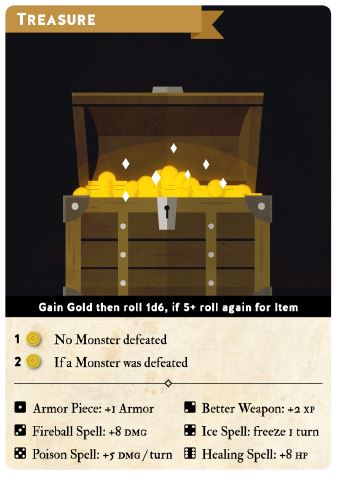 TREASURE
Gain Gold then roll 1d6, if 5+ roll again for Item
1 No Monster defeated
2 If a Monster was defeated
Armor Piece: +1 Armor
Better Weapon: +2 XP
Fireball Spell: +8 DMG
Ice Spell: freeze 1 turn
Poison Spell: +5 DMG/turn
Healing Spell: +8 HP